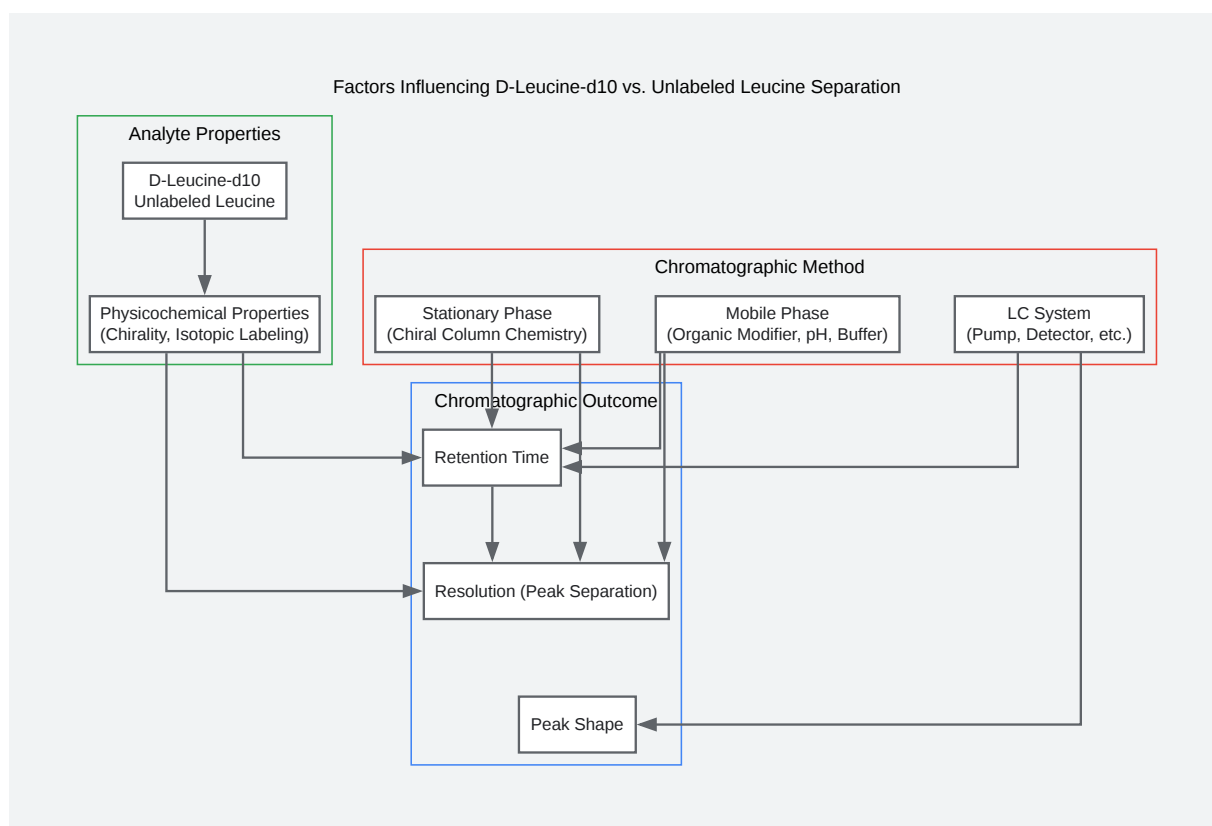 Factors Influencing D-Leucine-d10 vs. Unlabeled Leucine Separation
Analyte Properties
D-Leucine-d10
Unlabeled Leucine
Physicochemical Properties
(Chirality, Isotopic Labeling)
Chromatographic Method
Stationary Phase
(Chiral Column Chemistry)
Mobile Phase
(Organic Modifier, pH, Buffer)
LC System
(Pump, Detector, etc.)
Chromatographic Outcome
Retention Time
Resolution (Peak Separation)
Peak Shape